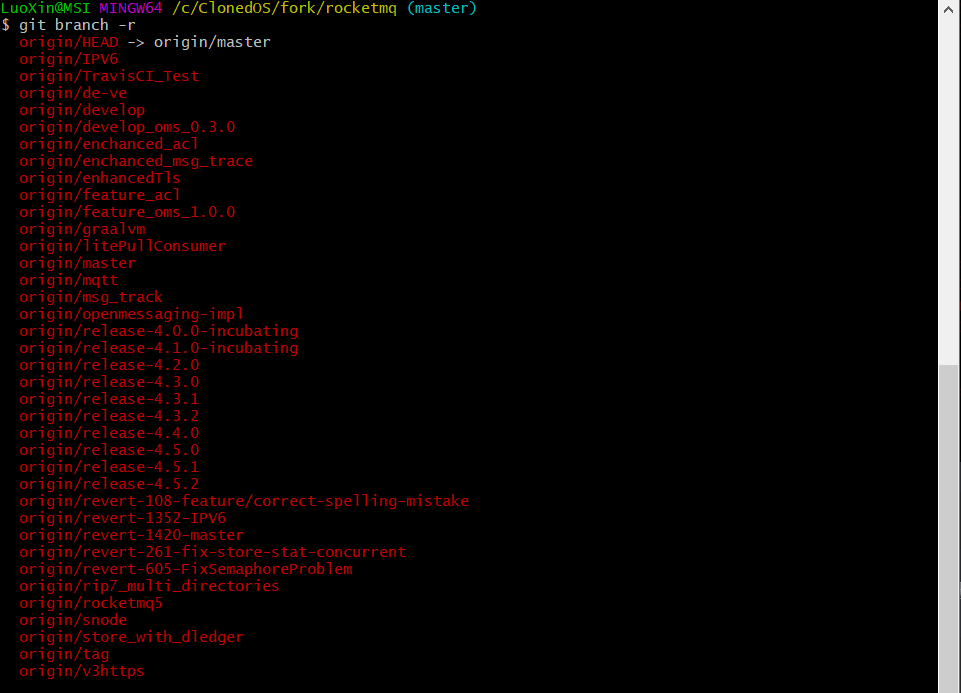 LuoXin@MSI MINGW64 /c/ClonedOS/fork/rocketmq (master)
$ git branch -r
  origin/HEAD -> origin/master
  origin/IPV6
  origin/TravisCI_Test
  origin/de-ve
  origin/develop
  origin/develop_oms_0.3.0
  origin/enchanced_acl
  origin/enchanced_msg_trace
  origin/enhancedTls
  origin/feature_acl
  origin/feature_oms_1.0.0
  origin/graalvm
  origin/litePullConsumer
  origin/master
  origin/mqtt
  origin/msg_track
  origin/openmessaging-impl
  origin/release-4.0.0-incubating
  origin/release-4.1.0-incubating
  origin/release-4.2.0
  origin/release-4.3.0
  origin/release-4.3.1
  origin/release-4.3.2
  origin/release-4.4.0
  origin/release-4.5.0
  origin/release-4.5.1
  origin/release-4.5.2
  origin/revert-108-feature/correct-spelling-mistake
  origin/revert-1352-IPV6
  origin/revert-1420-master
  origin/revert-261-fix-store-stat-concurrent
  origin/revert-605-FixSemaphoreProblem
  origin/rip7_multi_directories
  origin/rocketmq5
  origin/snode
  origin/store_with_dledger
  origin/tag
  origin/v3https